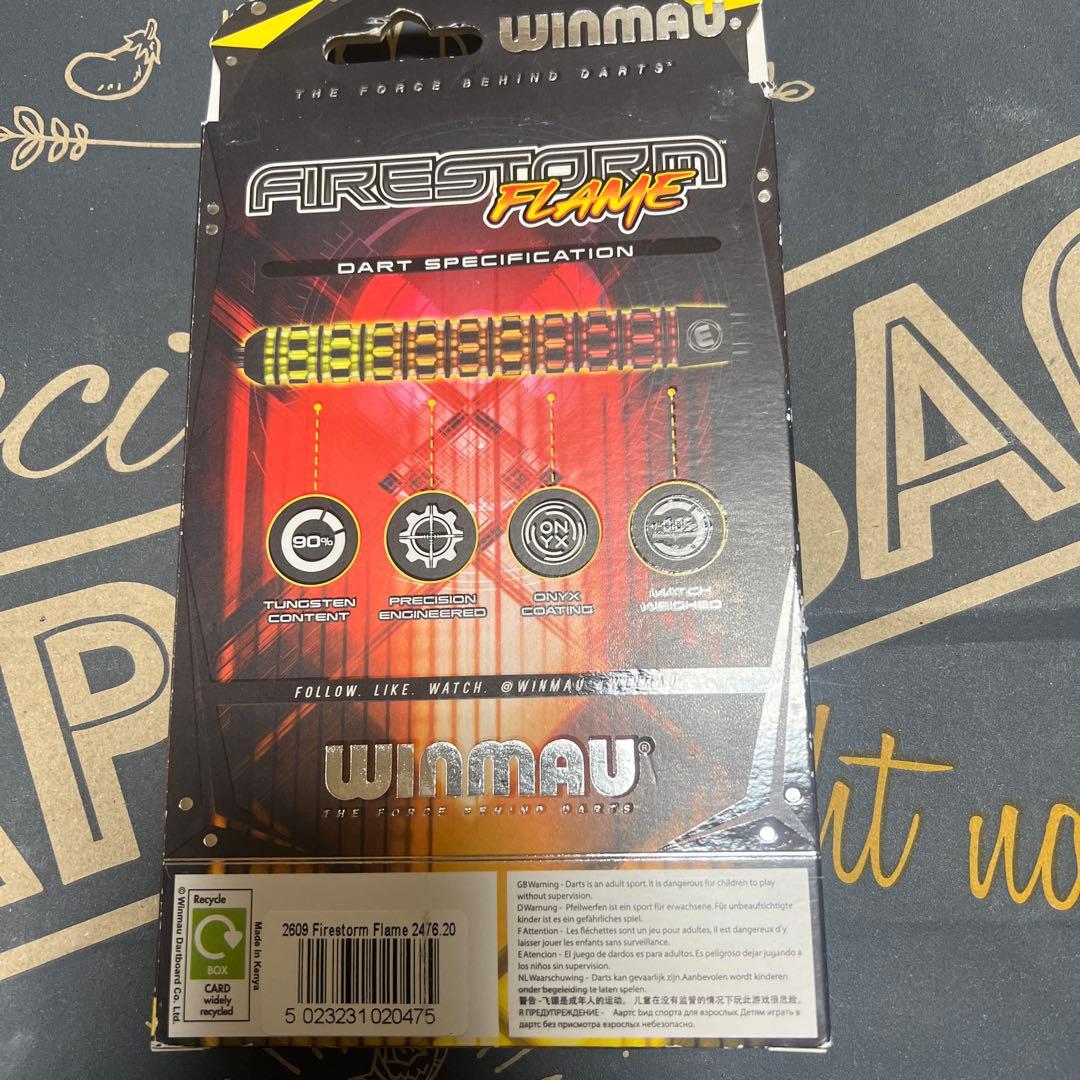 WINMAU
THE FORCE BEHIND DARTS
FIRESTORM™
FLAME
DART SPECIFICATION
90%
ONYX
TUNGSTEN
CONTENT
PRECISION
ENGINEERED
ONYX
COATING
MATCH
WEIGHED
FOLLOW. LIKE. WATCH. @WINMAU
WINMAU®
THE FORCE BEHIND DARTS
Recycle
BOX
CARD
widely
recycled
© Winmau Dartboard Co. Ltd.
Made in Kenya
2609 Firestorm Flame 2476.20
5 023231 020475
GB Warning - Darts is an adult sport. It is dangerous for children to play
without supervision.
D Warnung - Pfeilwerfen ist ein sport für erwachsene. Für unbeaufsichtigte
kinder ist es ein gefährliches spiel.
F Attention - Les fléchettes sont un jeu pour adultes, il est dangereux d'y
laisser jouer les enfants sans surveillance.
E Atencion - El juego de dardos es para adultos. Es peligroso dejar jugando a
los niños sin supervision.
NL Waarschuwing - Darts kan gevaarlijk zijn. Aanbevolen wordt kinderen
onder begeleiding te laten spelen.
警告 - 飞镖是成年人的运动。 儿童在没有监管的情况下玩此游戏很危险。
R ПРЕДУПРЕЖДЕНИЕ - Аартс bид спорта для взрослых. Детям играть в
дартс без присмотра взрослых небезопасно.